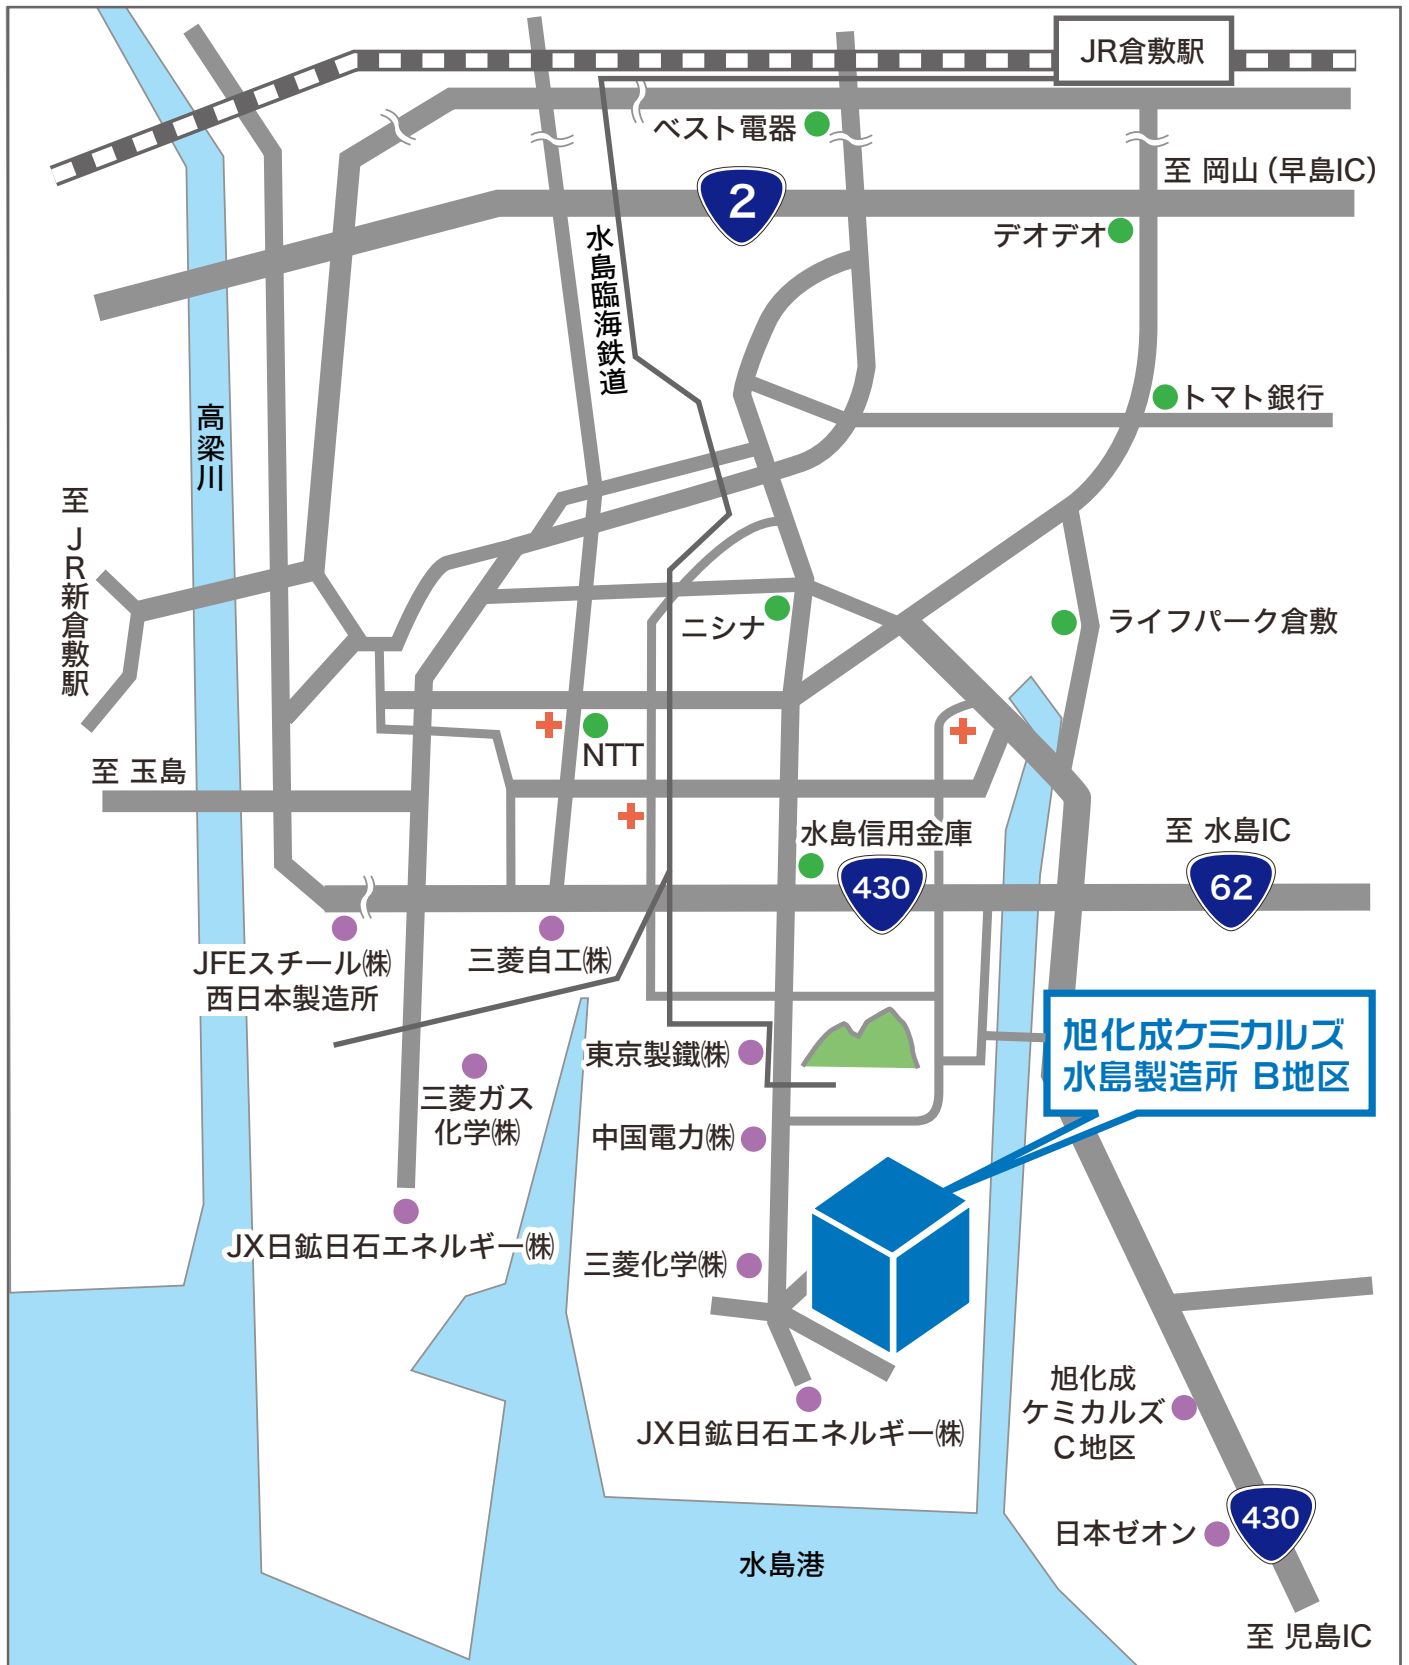 JR倉敷駅
ベスト電器
至 岡山（早島IC）
2
デオデオ
水島臨海鉄道
トマト銀行
高梁川
至 JR新倉敷駅
ニシナ
ライフパーク倉敷
NTT
至 玉島
水島信用金庫
至 水島IC
430
62
JFEスチール㈱
西日本製造所
三菱自工㈱
旭化成ケミカルズ
水島製造所 B地区
東京製鐵㈱
三菱ガス
化学㈱
中国電力㈱
JX日鉱日石エネルギー㈱
三菱化学㈱
旭化成
ケミカルズ
C地区
JX日鉱日石エネルギー㈱
430
日本ゼオン
水島港
至 児島IC